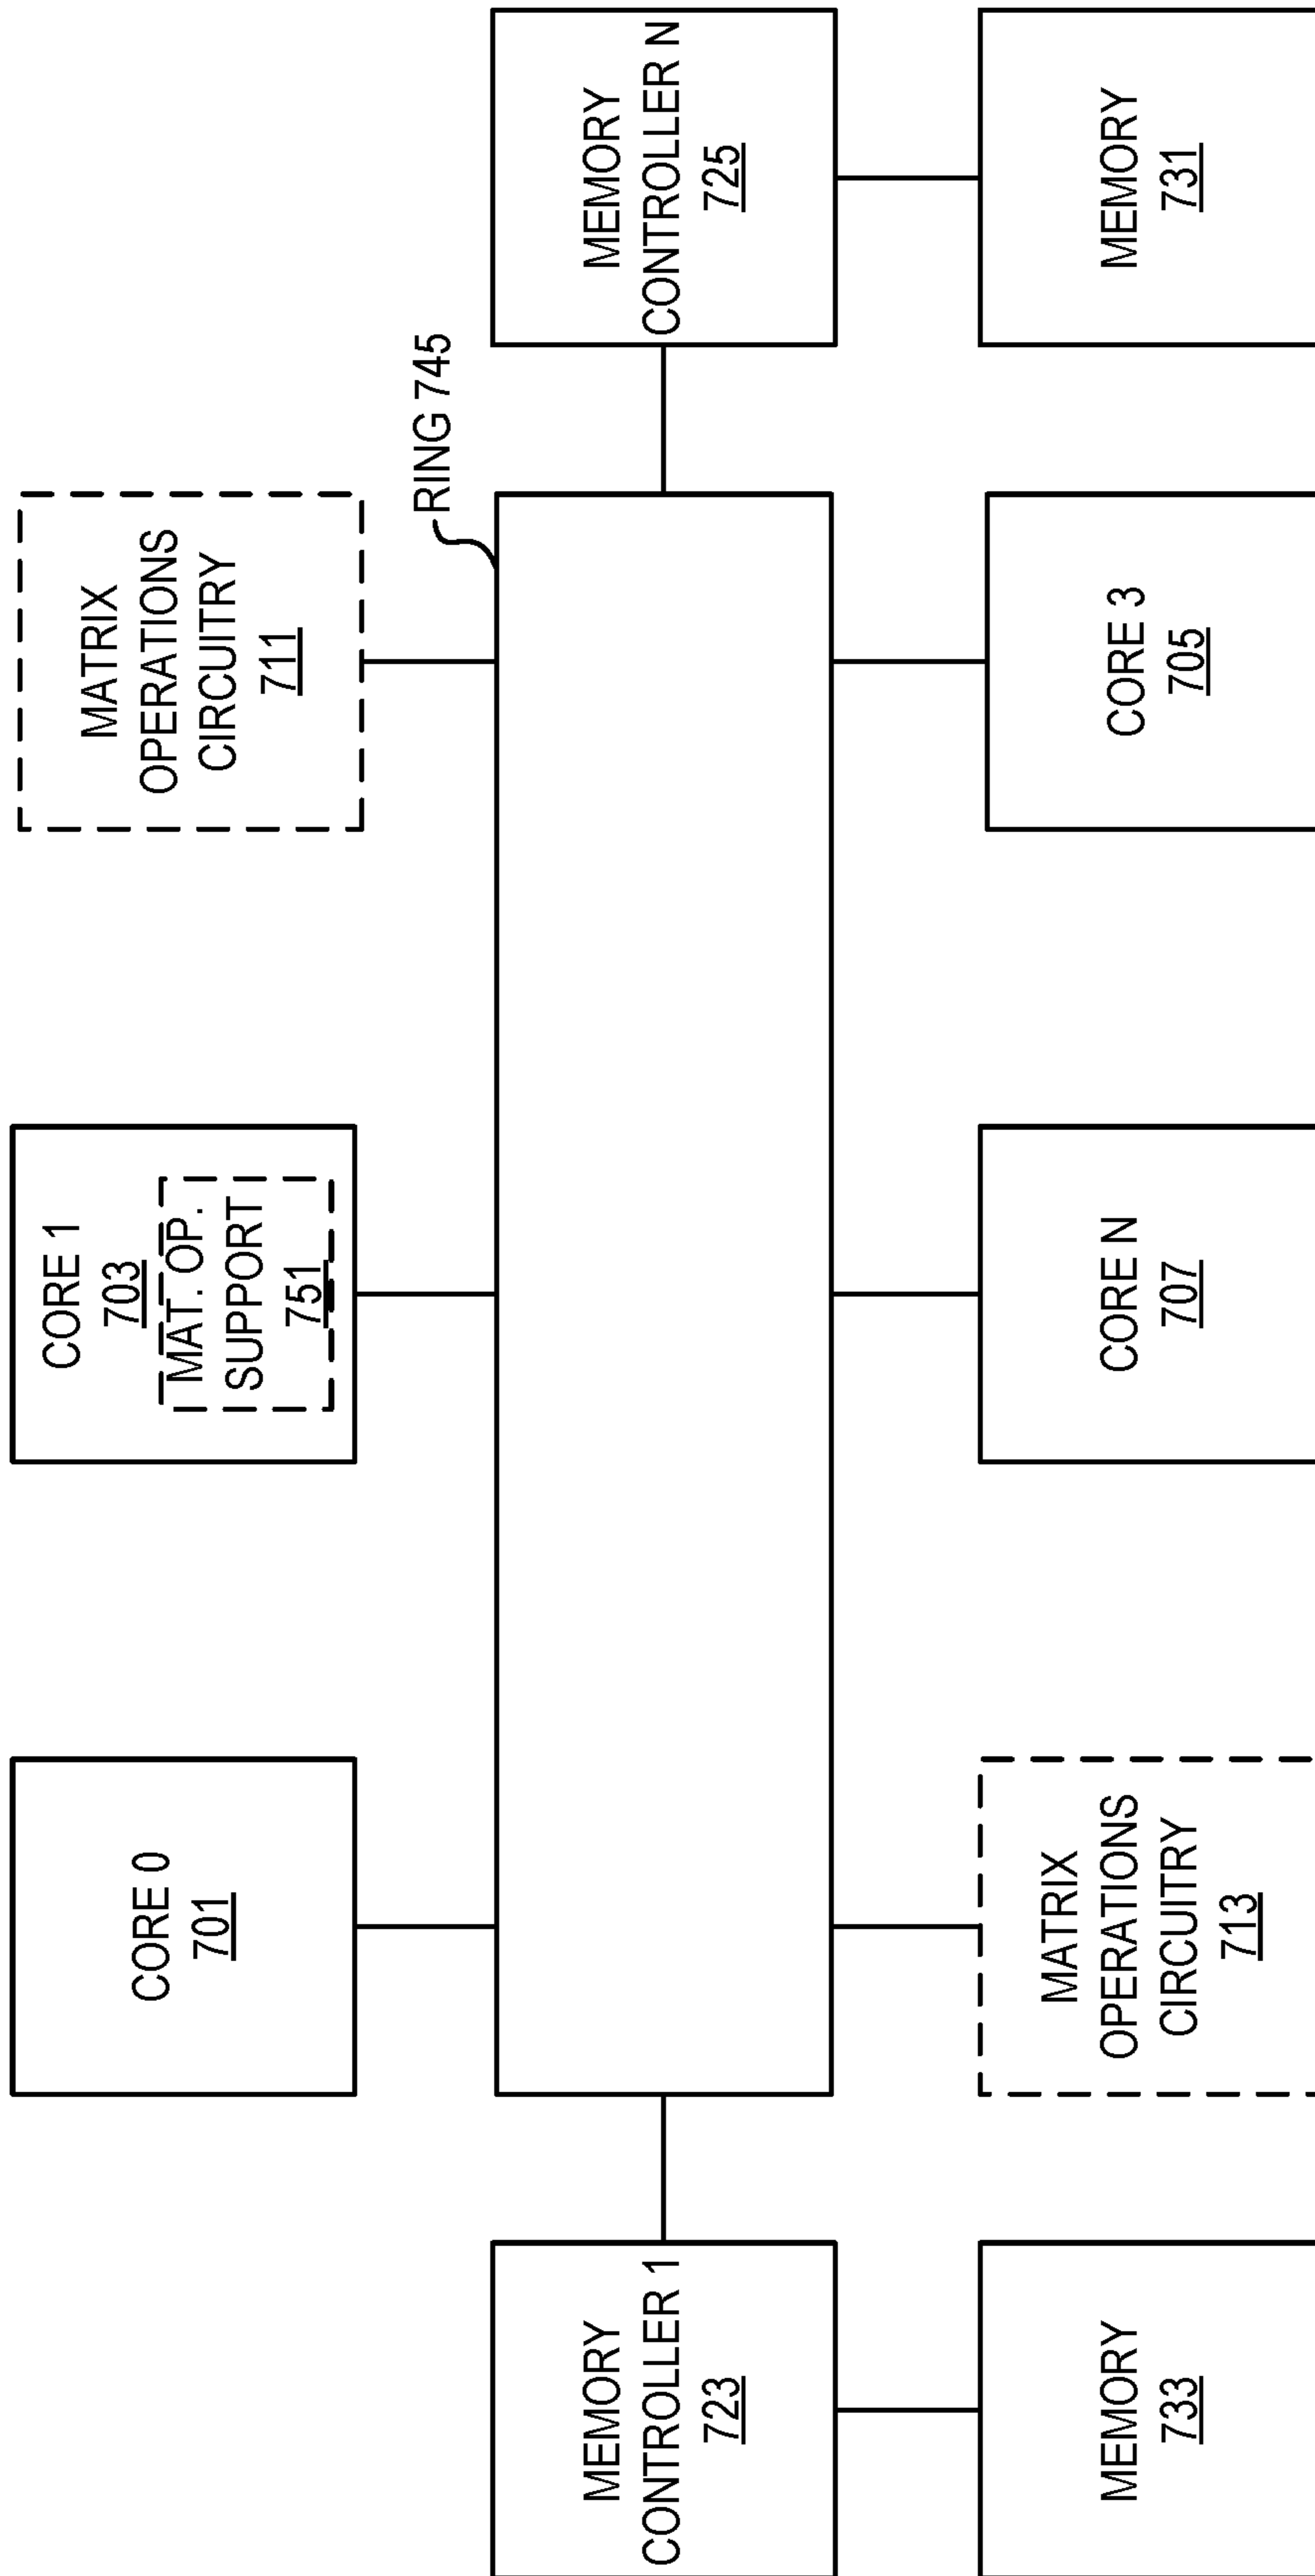 CORE 0
701
CORE 1
703
MAT. OP.
SUPPORT
751
MATRIX
OPERATIONS
CIRCUITRY
711
RING 745
MEMORY
CONTROLLER 1
723
MEMORY
CONTROLLER N
725
MEMORY
733
MATRIX
OPERATIONS
CIRCUITRY
713
CORE N
707
CORE 3
705
MEMORY
731